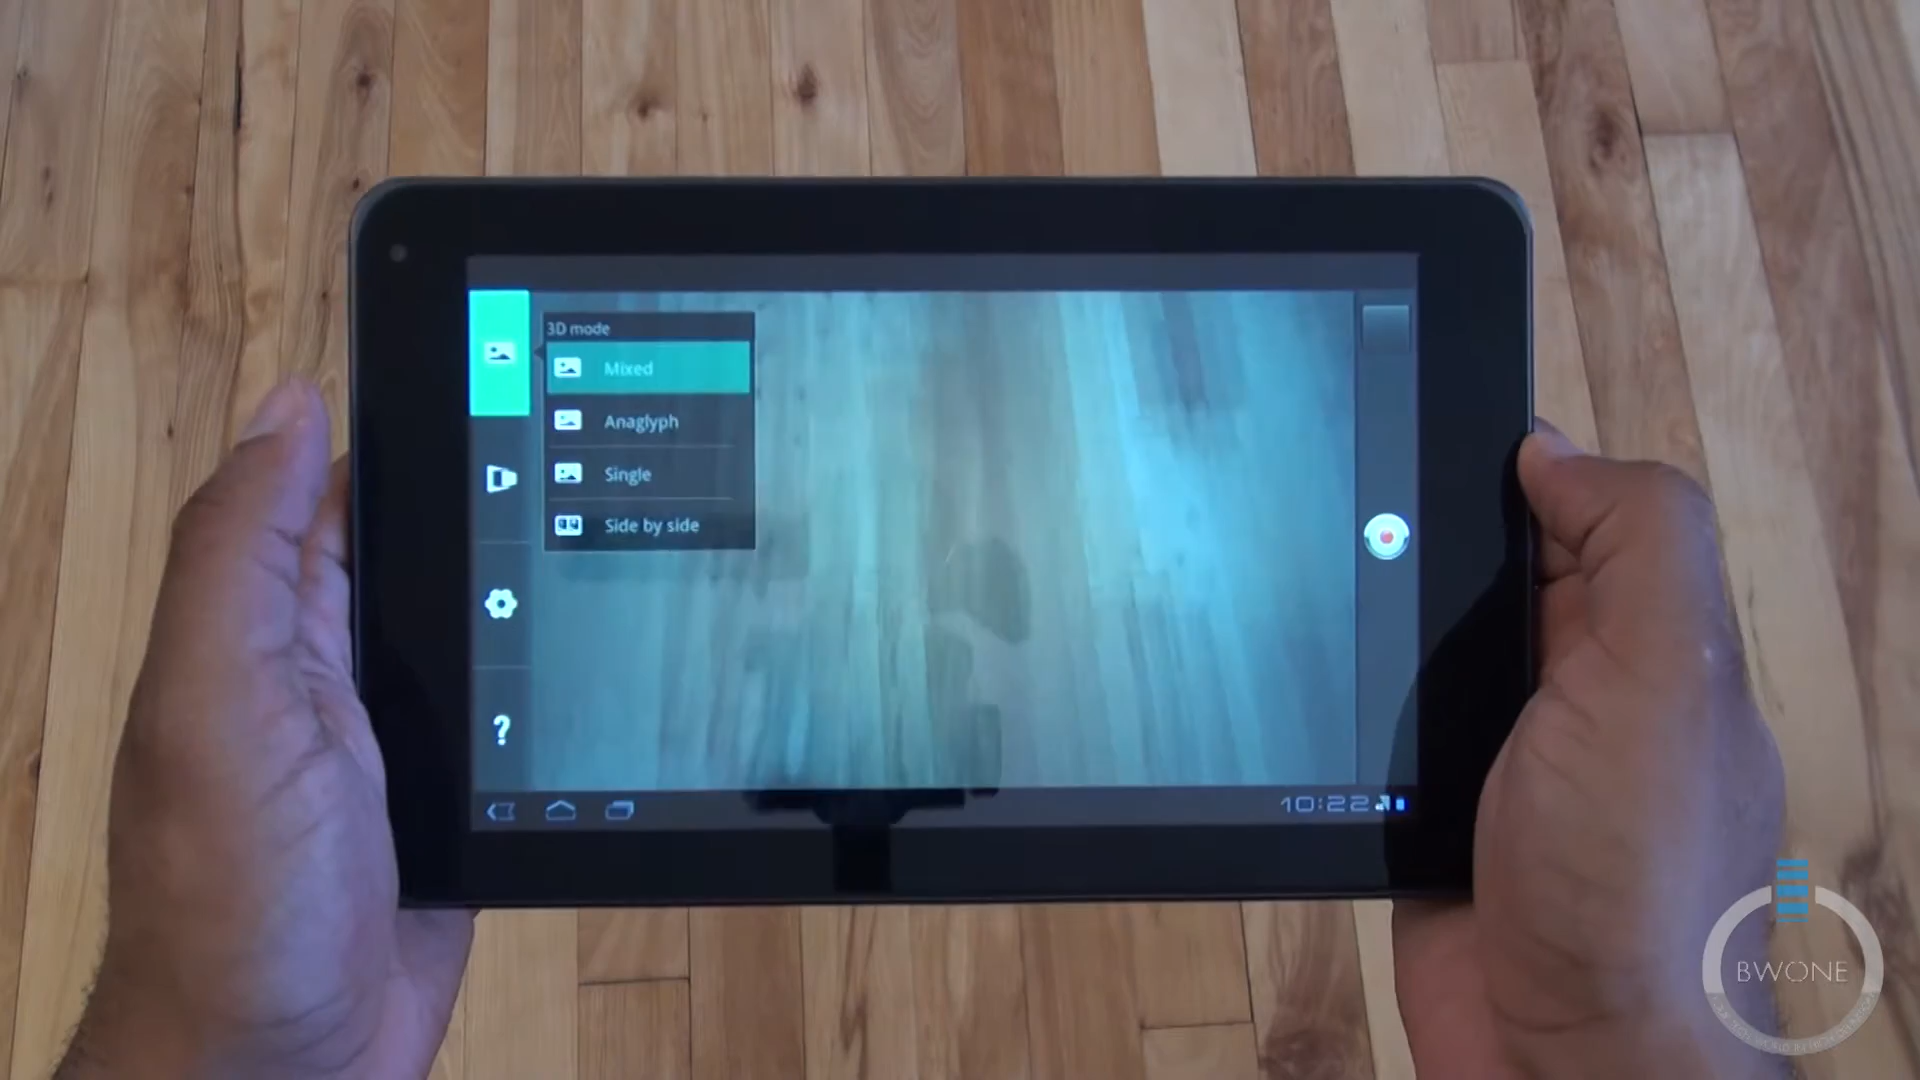 3D mode
Mixed
Anaglyph
Single
Side by side
?
10:22
BWONE